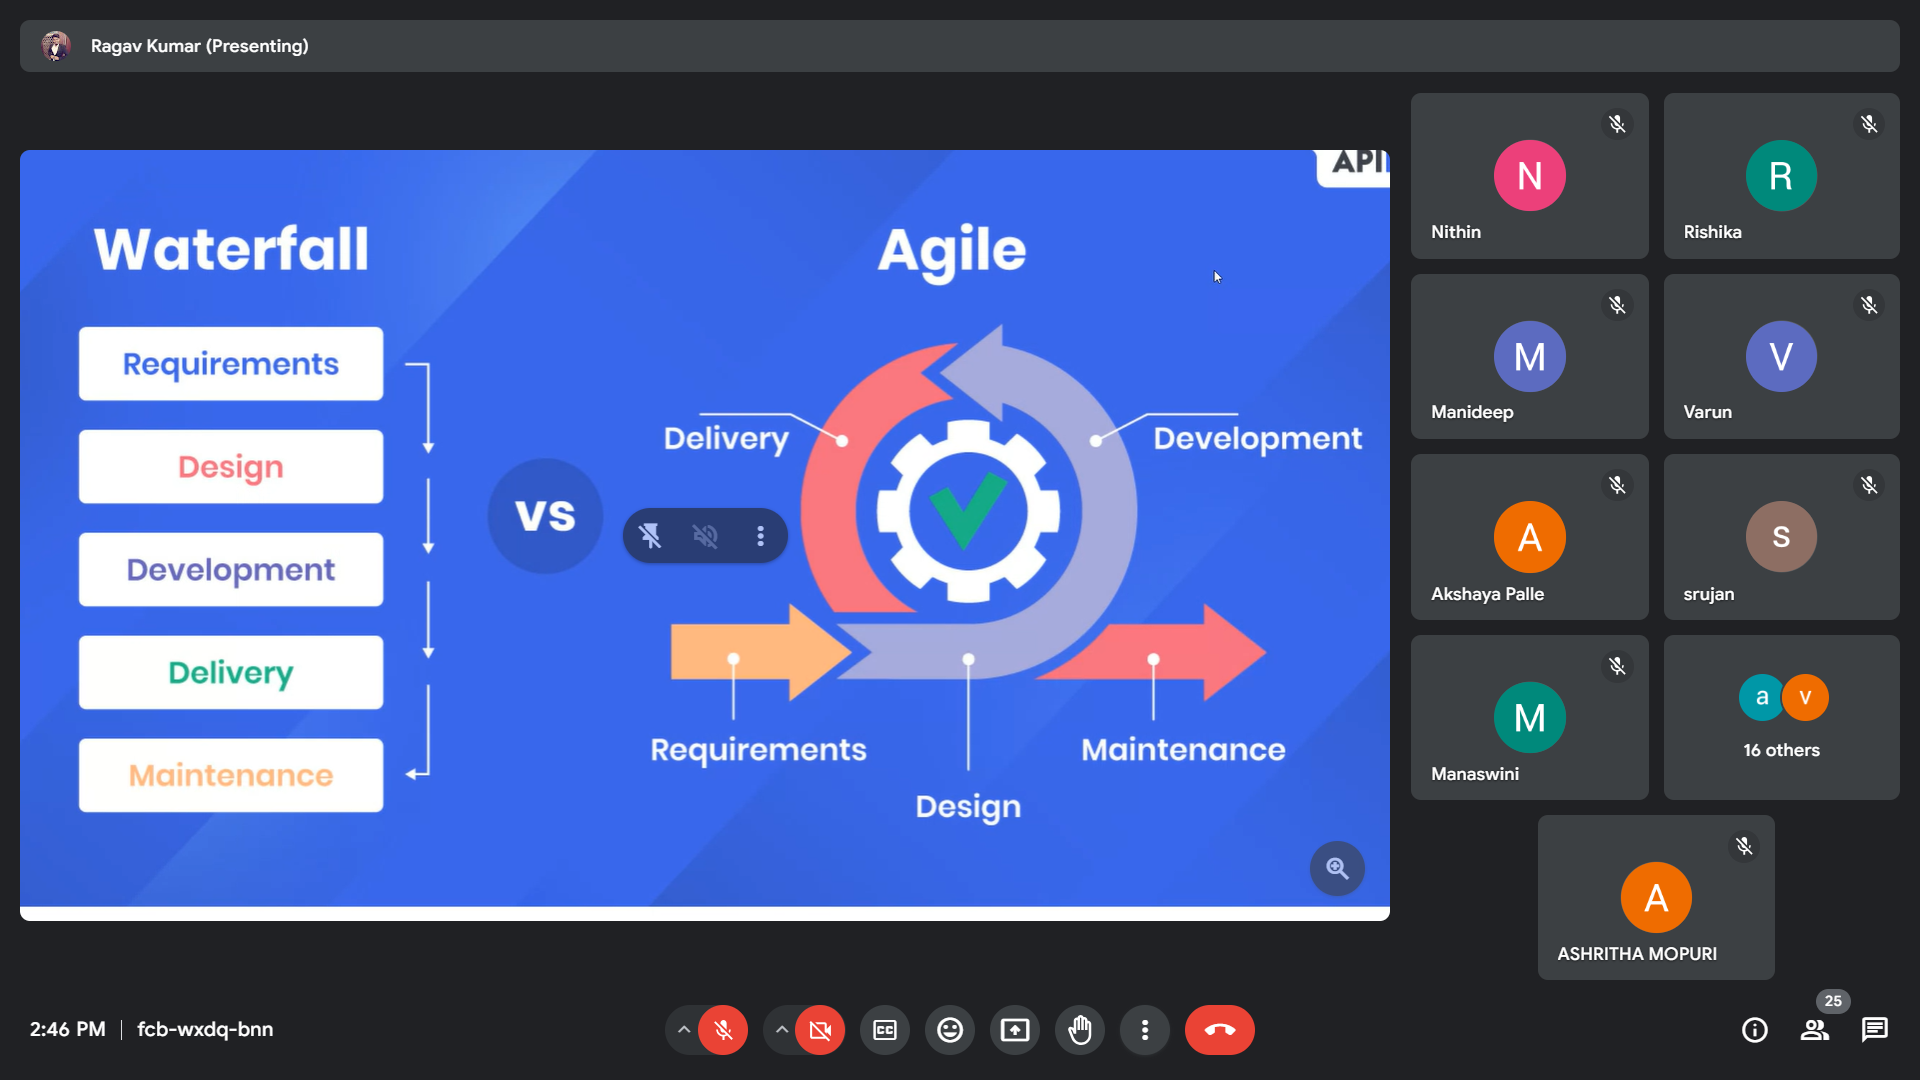 Ragav Kumar (Presenting)
API
Waterfall
Agile
Requirements
Design
Development
Delivery
Maintenance
VS
Delivery
Development
Requirements
Maintenance
Design
N
Nithin
R
Rishika
M
Manideep
V
Varun
A
Akshaya Palle
s
srujan
M
Manaswini
a
v
16 others
A
ASHRITHA MOPURI
2:46 PM | fcb-wxdq-bnn
CC
25